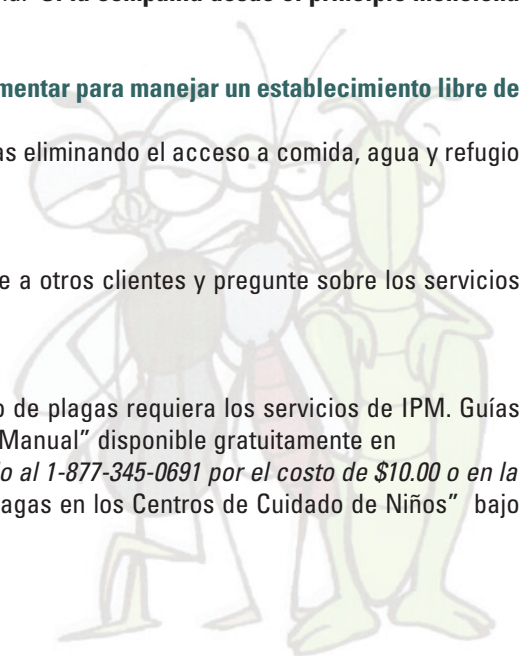 Si la compañía desde el principio menciona
mentar para manejar un establecimiento libre de
as eliminando el acceso a comida, agua y refugio
e a otros clientes y pregunte sobre los servicios
o de plagas requiera los servicios de IPM. Guías
Manual” disponible gratuitamente en
o al 1-877-345-0691 por el costo de $10.00 o en la
lagas en los Centros de Cuidado de Niños” bajo